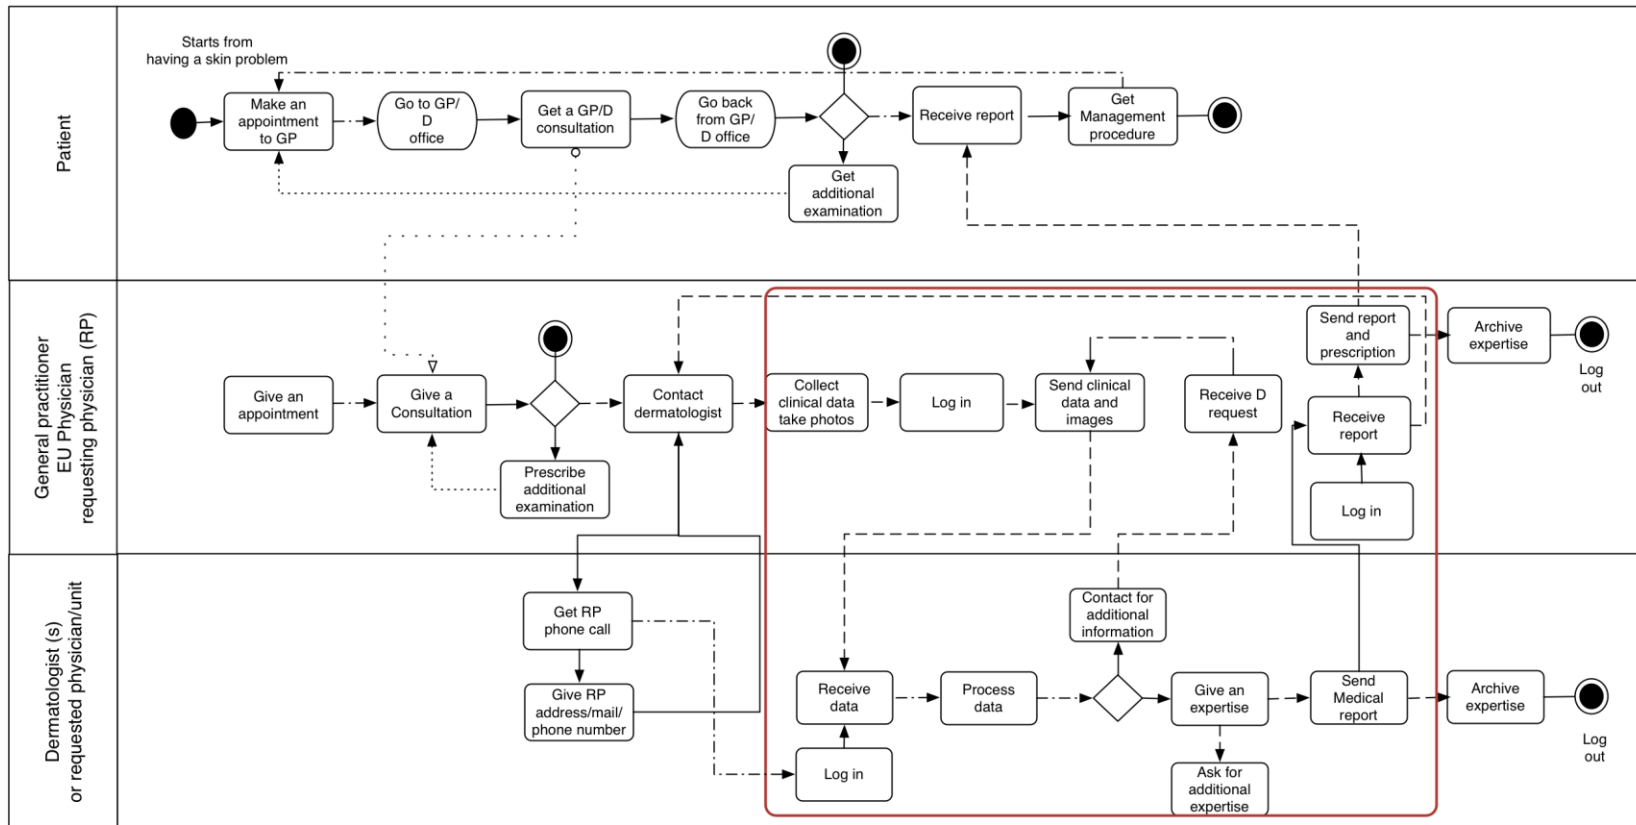 Patient
Starts from
having a skin problem
Make an
appointment
to GP
Go to GP/
D
office
Get a GP/D
consultation
Go back
from GP/
D office
Receive report
Get
Management
procedure
Get
additional
examination
General practitioner
EU Physician
requesting physician (RP)
Give an
appointment
Give a
Consultation
Prescribe
additional
examination
Contact
dermatologist
Collect
clinical data
take photos
Log in
Send clinical
data and
images
Receive D
request
Send report
and
prescription
Receive
report
Log in
Archive
expertise
Log
out
Dermatologist (s)
or requested physician/unit
Get RP
phone call
Give RP
address/mail/
phone number
Receive
data
Log in
Process
data
Contact for
additional
information
Give an
expertise
Ask for
additional
expertise
Send
Medical
report
Archive
expertise
Log
out